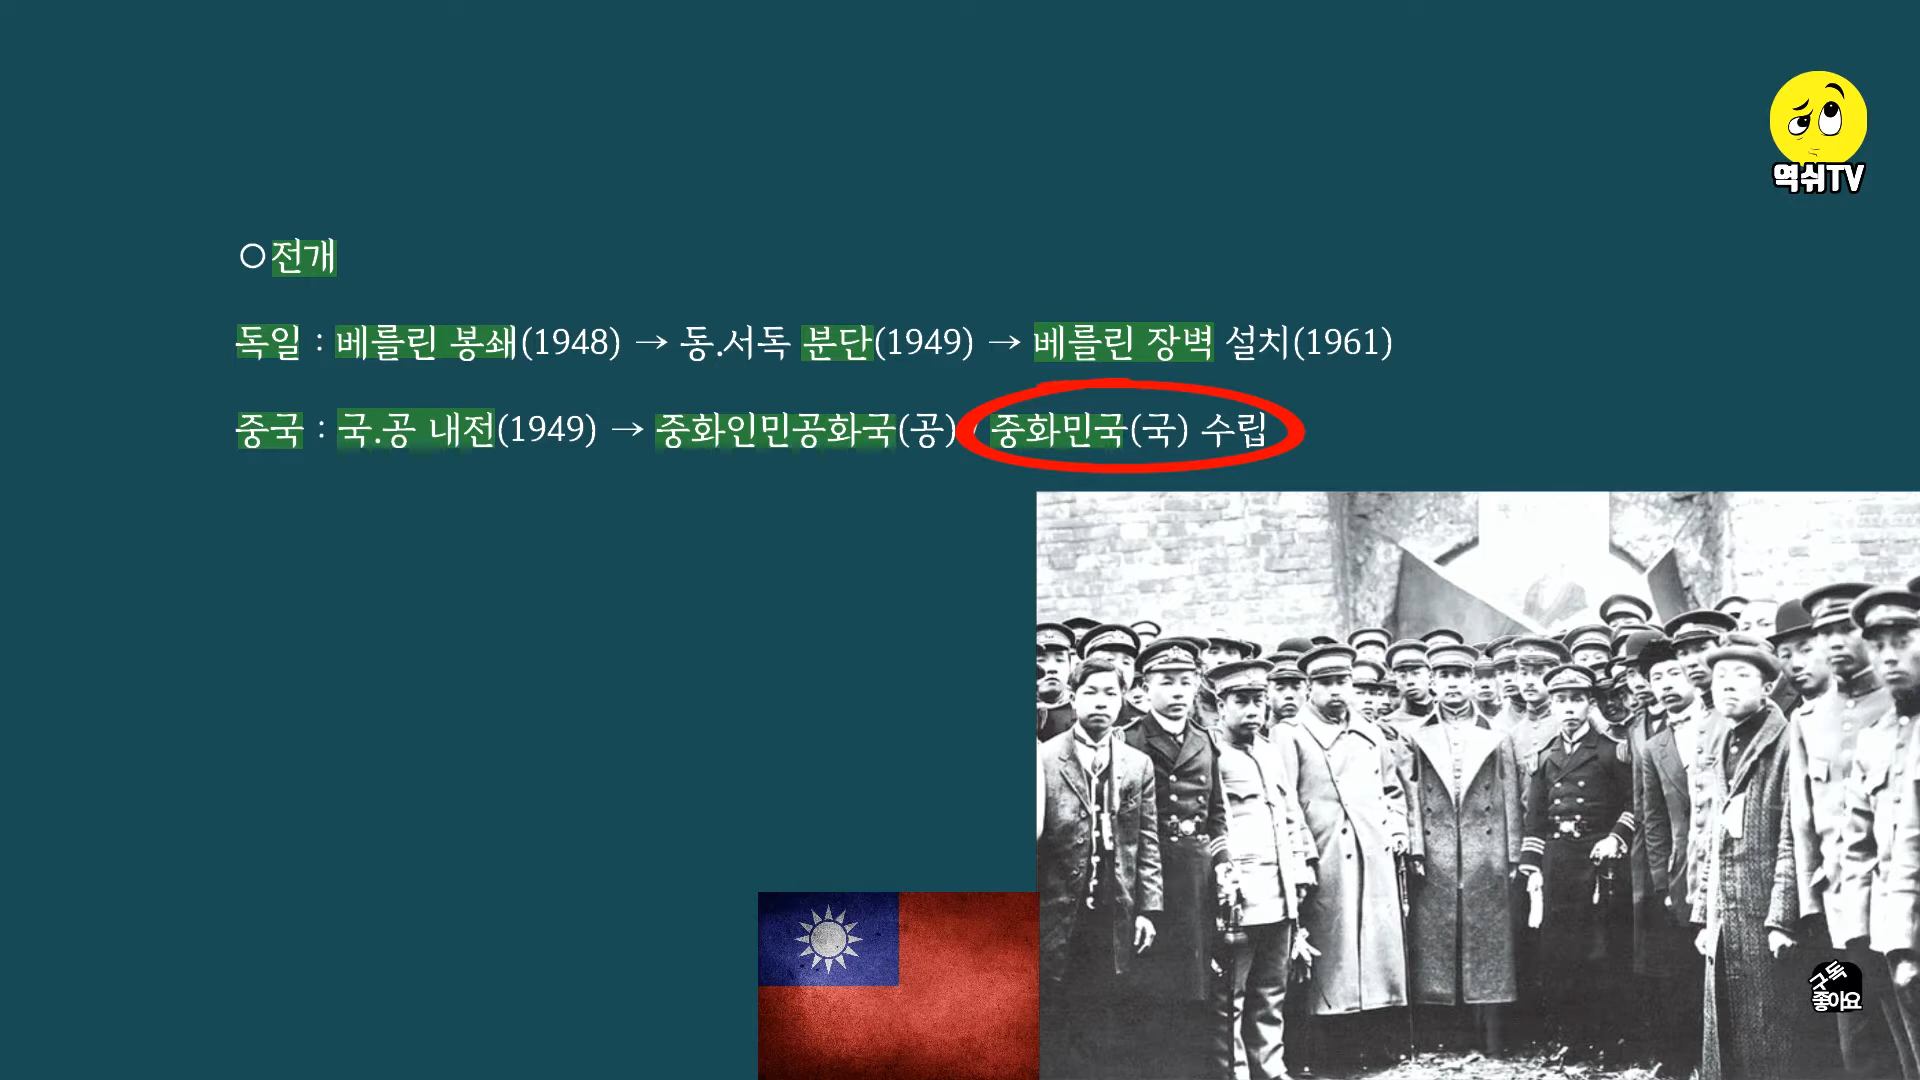 역쉬TV
○전개
독일 : 베를린 봉쇄(1948) → 동.서독 분단(1949) → 베를린 장벽 설치(1961)
중국 : 국.공 내전(1949) → 중화인민공화국(공) / 중화민국(국) 수립
구독
좋아요